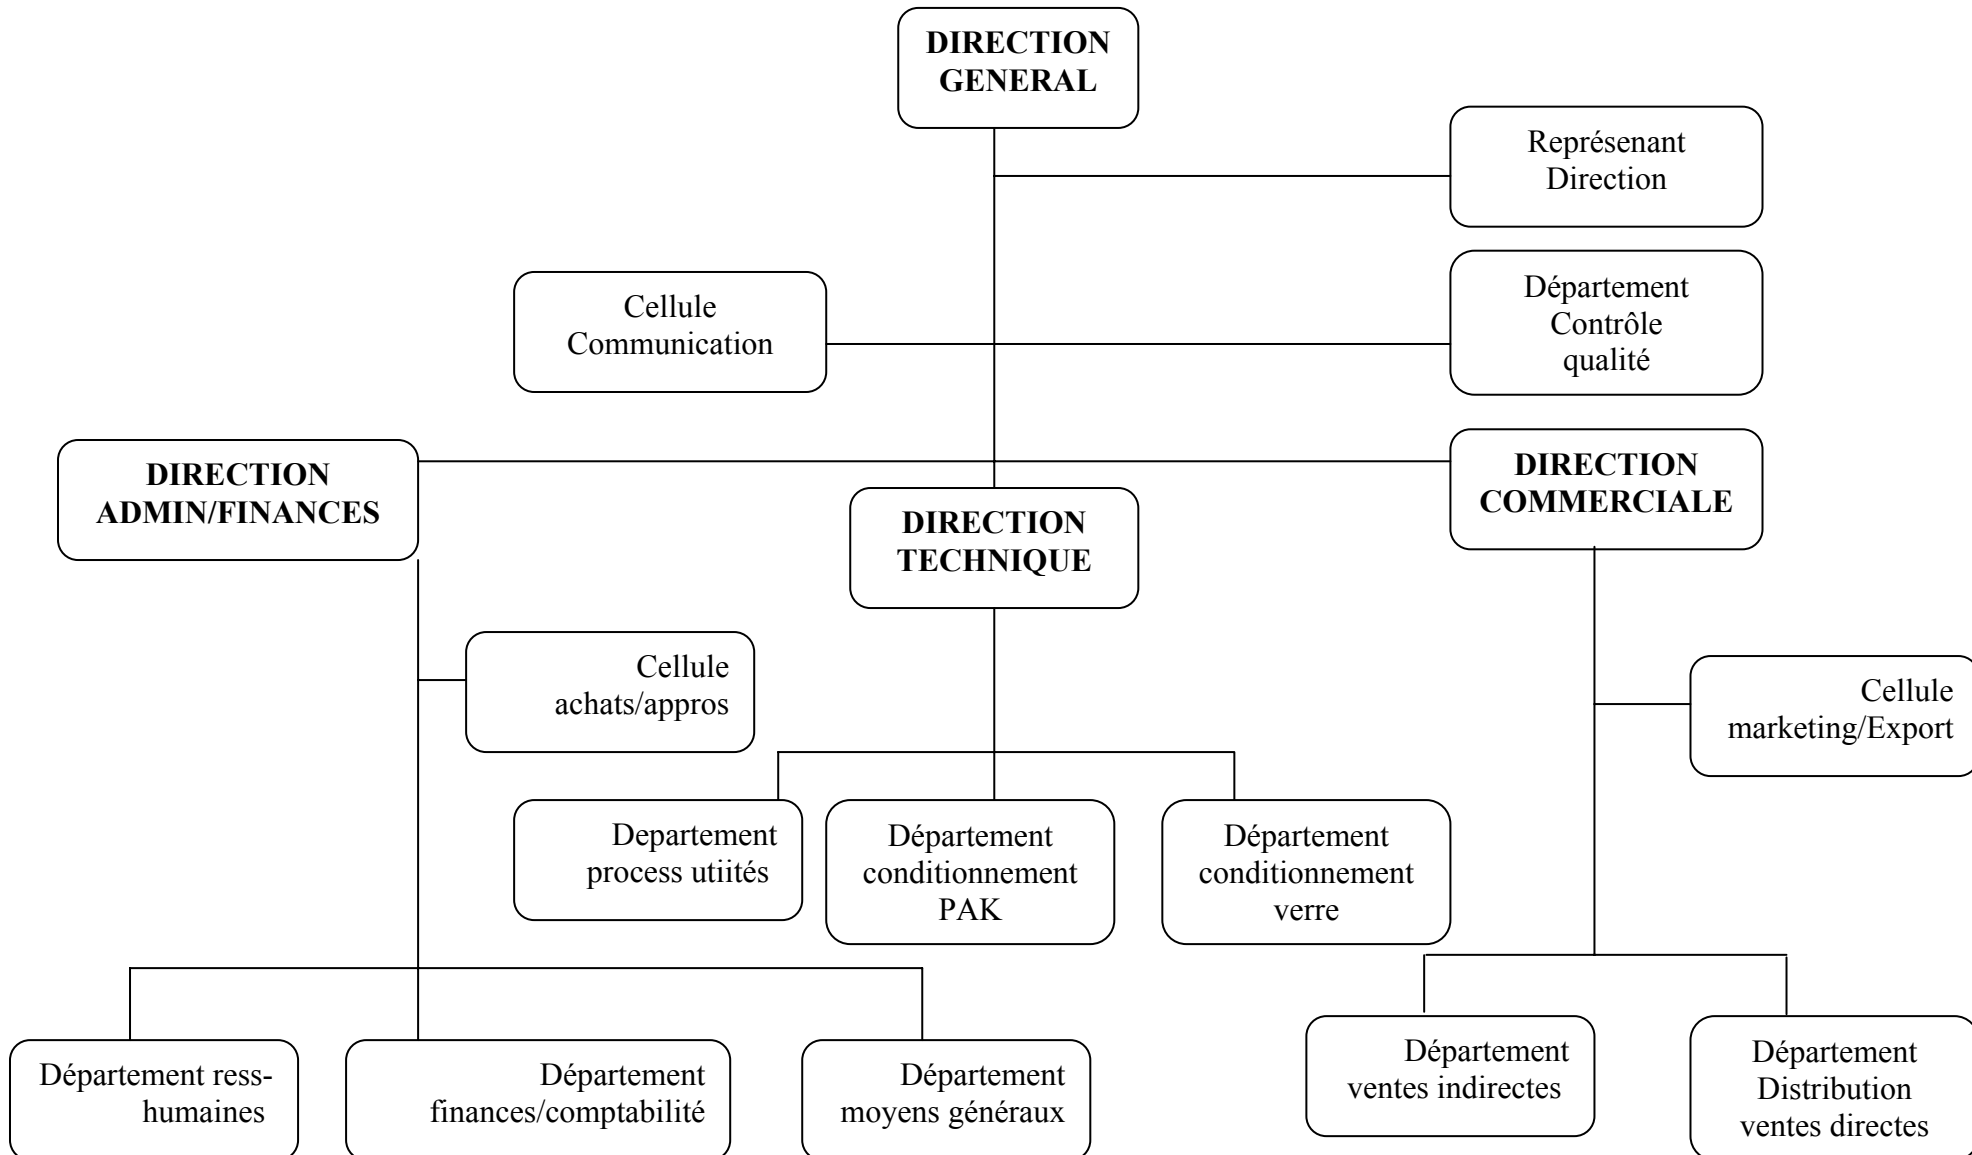 DIRECTION
GENERAL
Représenant
Direction
Cellule
Communication
Département
Contrôle
qualité
DIRECTION
ADMIN/FINANCES
DIRECTION
TECHNIQUE
DIRECTION
COMMERCIALE
Cellule
achats/appros
Cellule
marketing/Export
Departement
process utiités
Département
conditionnement
PAK
Département
conditionnement
verre
Département ress-
humaines
Département
finances/comptabilité
Département
moyens généraux
Département
ventes indirectes
Département
Distribution
ventes directes